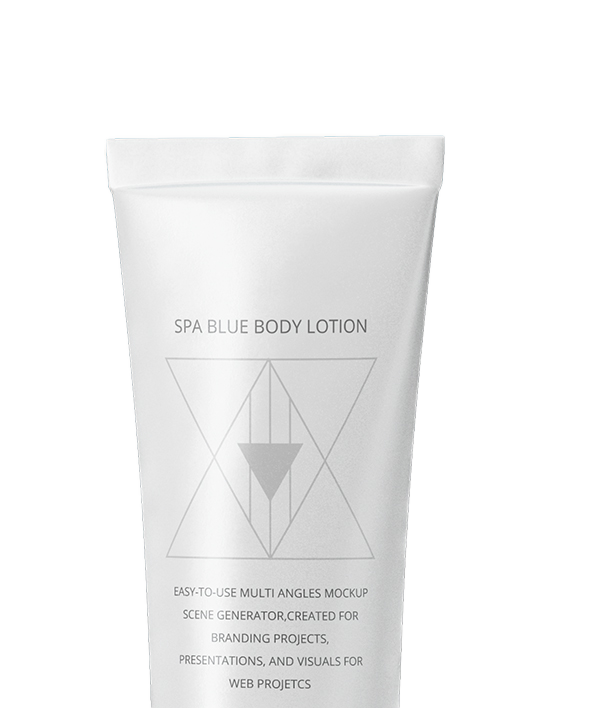 SPA BLUE BODY LOTION
EASY-TO-USE MULTI ANGLES MOCKUP
SCENE GENERATOR,CREATED FOR
BRANDING PROJECTS,
PRESENTATIONS, AND VISUALS FOR
WEB PROJETCS